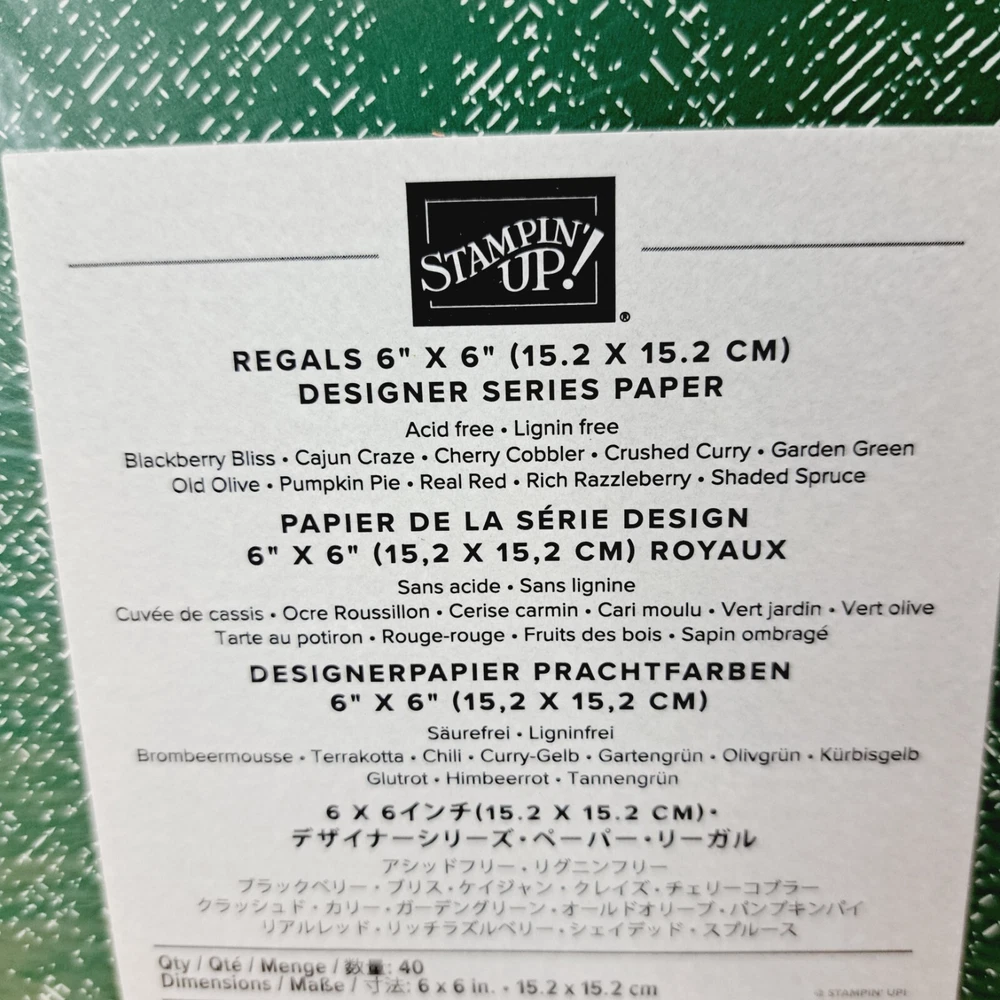 STAMPIN' UP!®
REGALS 6" X 6" (15.2 X 15.2 CM)
DESIGNER SERIES PAPER
Acid free • Lignin free
Blackberry Bliss • Cajun Craze • Cherry Cobbler • Crushed Curry • Garden Green
Old Olive • Pumpkin Pie • Real Red • Rich Razzleberry • Shaded Spruce
PAPIER DE LA SÉRIE DESIGN
6" X 6" (15,2 X 15,2 CM) ROYAUX
Sans acide • Sans lignine
Cuvée de cassis • Ocre Roussillon • Cerise carmin • Cari moulu • Vert jardin • Vert olive
Tarte au potiron • Rouge-rouge • Fruits des bois • Sapin ombragé
DESIGNERPAPIER PRACHTFARBEN
6" X 6" (15,2 X 15,2 CM)
Säurefrei • Ligninfrei
Brombeermousse • Terrakotta • Chili • Curry-Gelb • Gartengrün • Olivgrün • Kürbisgelb
Glutrot • Himbeerrot • Tannengrün
6 X 6インチ(15.2 X 15.2 CM)・
デザイナーシリーズ・ペーパー・リーガル
アシッドフリー・リグニンフリー
ブラックベリー・ブリス・ケイジャン・クレイズ・チェリーコブラー
クラッシュド・カリー・ガーデングリーン・オールドオリーブ・パンプキンパイ
リアルレッド・リッチラズルベリー・シェイデッド・スプルース
Qty / Qté / Menge / 数量: 40
Dimensions / Maße / 寸法: 6 x 6 in. • 15.2 x 15.2 cm
© STAMPIN' UP!